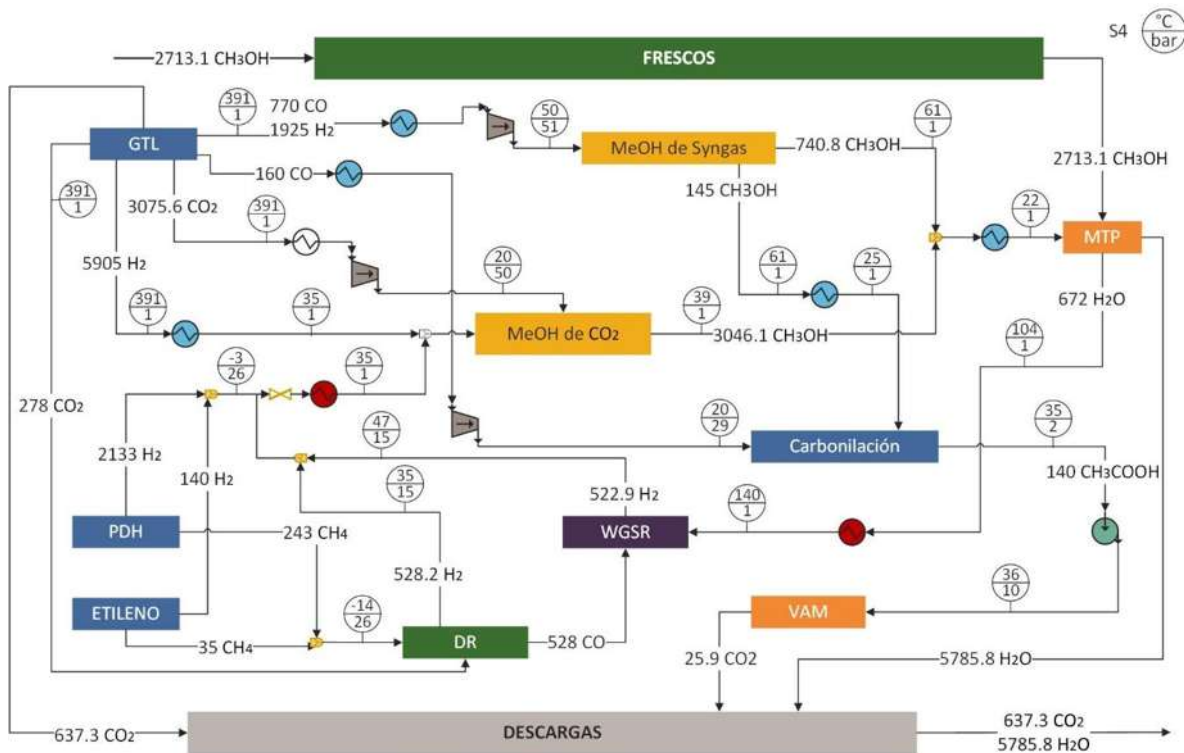 S4
°C
bar
2713.1 CH₃OH
FRESCOS
391
1
770 CO
1925 H₂
50
51
61
1
GTL
MeOH de Syngas
740.8 CH₃OH
2713.1 CH₃OH
160 CO
145 CH3OH
391
1
3075.6 CO₂
391
1
22
1
MTP
5905 H₂
20
50
61
1
25
1
672 H₂O
391
1
35
1
MeOH de CO₂
39
1
3046.1 CH₃OH
104
1
-3
26
35
1
278 CO₂
47
15
20
29
35
2
2133 H₂
Carbonilación
140 H₂
35
15
140 CH₃COOH
522.9 H₂
140
1
PDH
243 CH₄
WGSR
528.2 H₂
36
10
ETILENO
-14
26
VAM
35 CH₄
DR
528 CO
25.9 CO2
5785.8 H₂O
637.3 CO₂
DESCARGAS
637.3 CO₂
5785.8 H₂O